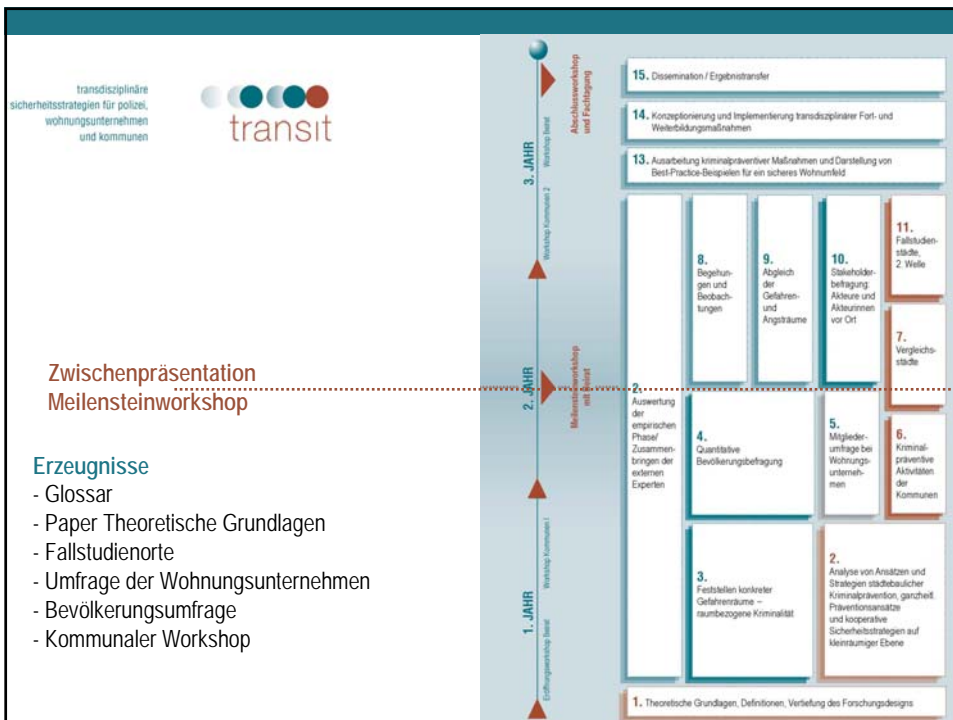 transdisziplinäre
sicherheitsstrategien für polizei,
wohnungsunternehmen
und kommunen
transit
Zwischenpräsentation
Meilensteinworkshop
Erzeugnisse
- Glossar
- Paper Theoretische Grundlagen
- Fallstudienorte
- Umfrage der Wohnungsunternehmen
- Bevölkerungsumfrage
- Kommunaler Workshop
3. JAHR
2. JAHR
1. JAHR
Workshop Beirat
Workshop Kommunen 2
Workshop Kommunen I
Eröffnungsworkshop Beirat
Abschlussworkshop
und Fachtagung
Meilensteinworkshop
mit Beirat
15. Dissemination / Ergebnistransfer
14. Konzeptionierung und Implementierung transdisziplinärer Fort- und
Weiterbildungsmaßnahmen
13. Ausarbeitung kriminalpräventiver Maßnahmen und Darstellung von
Best-Practice-Beispielen für ein sicheres Wohnumfeld
2.
Auswertung
der
empirischen
Phase/
Zusammen-
bringen der
externen
Experten
8.
Begehun-
gen und
Beobach-
tungen
9.
Abgleich
der
Gefahren-
und
Angsträume
10.
Stakeholder-
befragung:
Akteure und
Akteurinnen
vor Ort
11.
Fallstudien-
städte,
2. Welle
7.
Vergleichs-
städte
4.
Quantitative
Bevölkerungsbefragung
5.
Mitglieder-
umfrage bei
Wohnungs-
unterneh-
men
6.
Kriminal-
präventive
Aktivitäten
der
Kommunen
3.
Feststellen konkreter
Gefahrenräume –
raumbezogene Kriminalität
2.
Analyse von Ansätzen und
Strategien städtebaulicher
Kriminalprävention, ganzheitl.
Präventionsansätze
und kooperative
Sicherheitsstrategien auf
kleinräumiger Ebene
1. Theoretische Grundlagen, Definitionen, Vertiefung des Forschungsdesigns